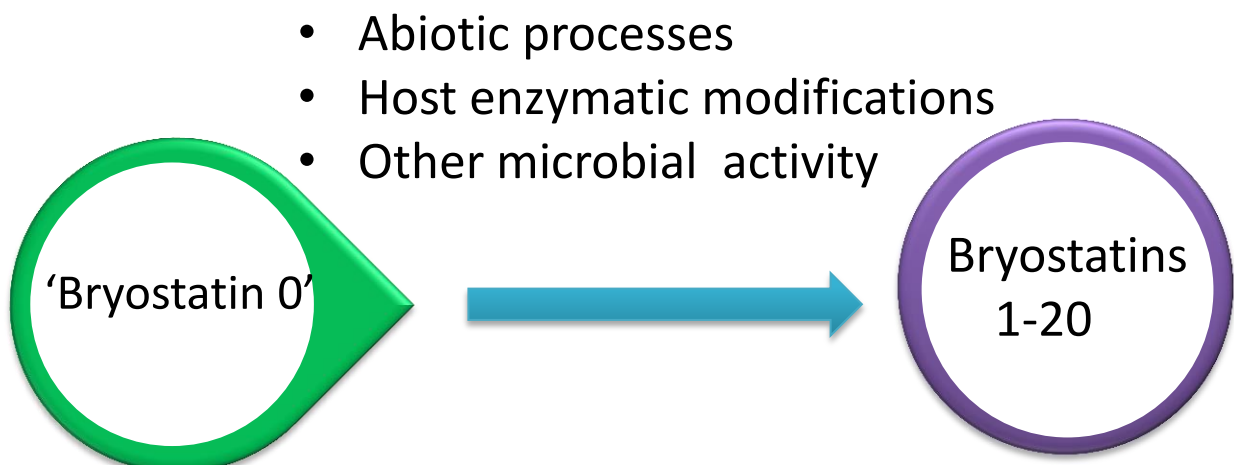 • Abiotic processes
• Host enzymatic modifications
• Other microbial  activity
‘Bryostatin 0’
Bryostatins
1-20